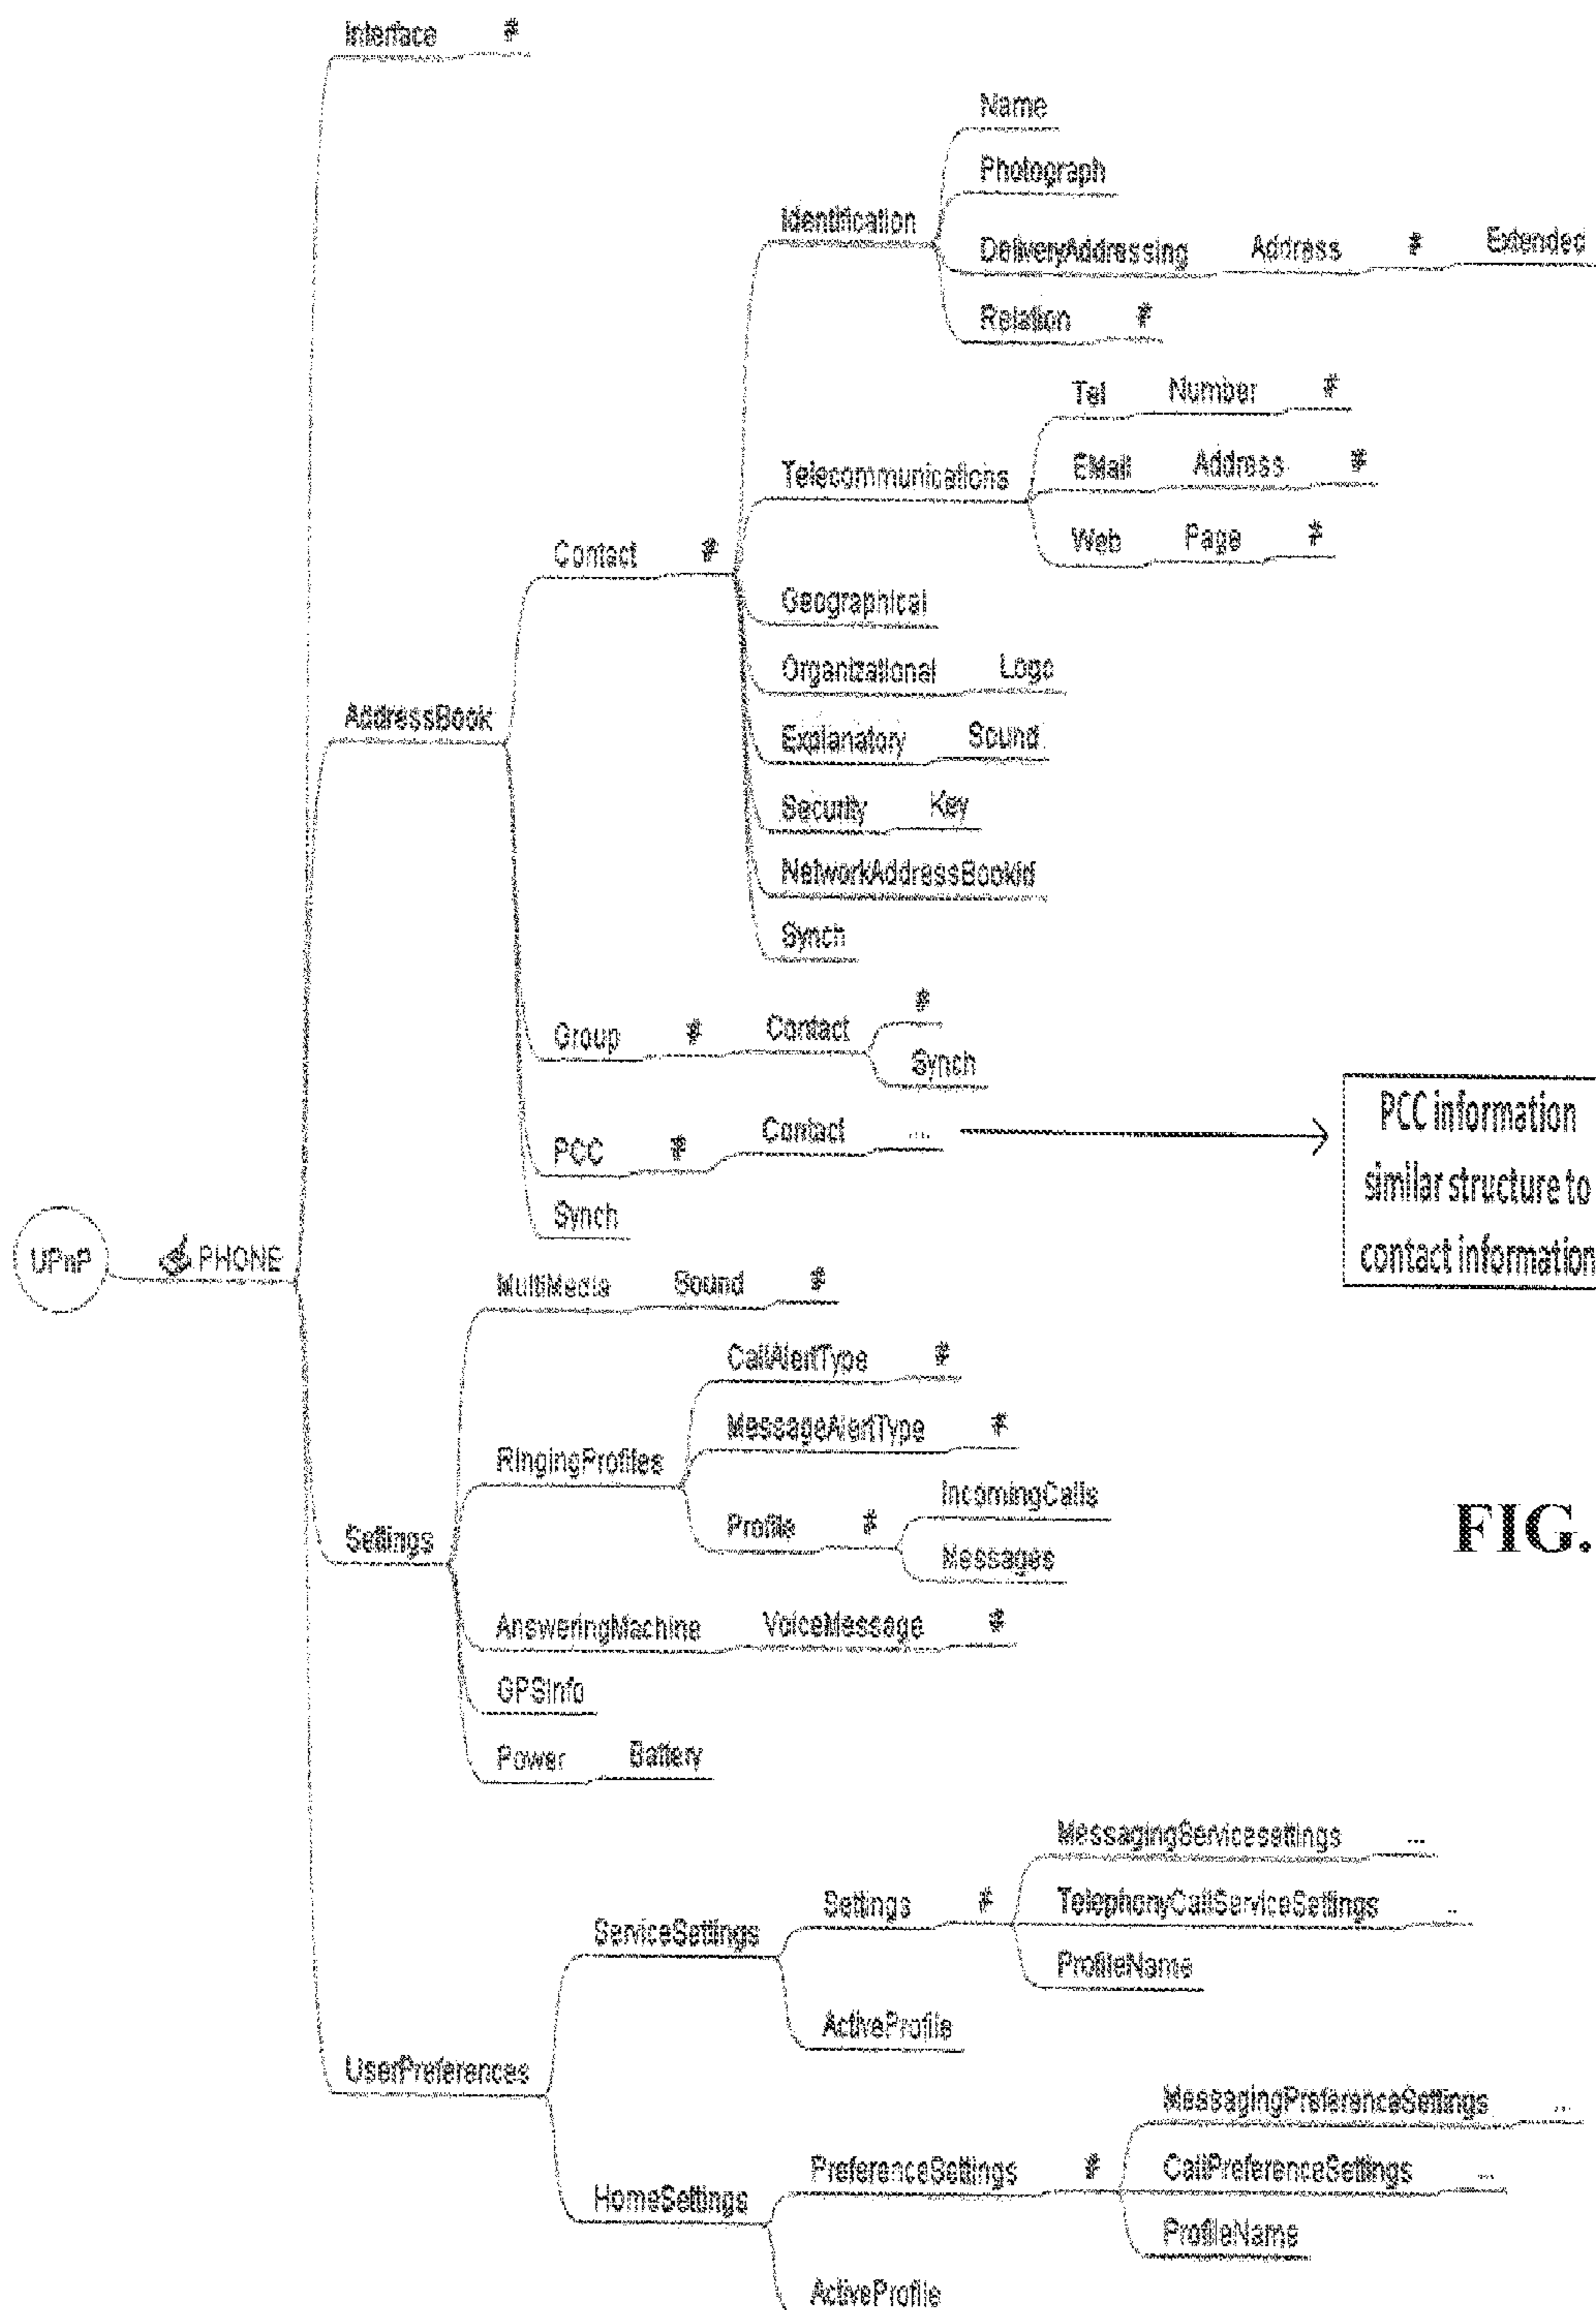 Interface #
Name
Photograph
Identification
DeliveryAddressing Address # Extended
Relation #
Tel Number #
EMail Address #
Telecommunications
Web Page #
Contact #
Geographical
Organizational Logo
AddressBook
Explanatory Sound
Security Key
NetworkAddressBookId
Synch
#
Group # Contact
Synch
PCC # Contact ...
PCC information
similar structure to
contact information
Synch
UPnP PHONE
MultiMedia Sound #
CallAlertType #
MessageAlertType #
RingingProfiles
IncomingCalls
Profile #
Messages
FIG.
Settings
AnsweringMachine VoiceMessage #
GPSInfo
Power Battery
MessagingServicesettings ...
Settings #
TelephonyCallServiceSettings ..
ServiceSettings
ProfileName
ActiveProfile
UserPreferences
MessagingPreferenceSettings ...
PreferenceSettings #
CallPreferenceSettings ...
HomeSettings
ProfileName
ActiveProfile